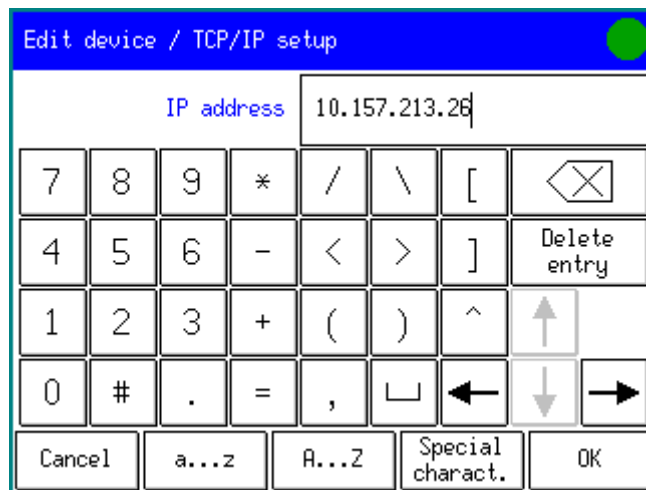 Edit device / TCP/IP setup
IP address 10.157.213.26
7 8 9 * / \ [
4 5 6 - < > ] Delete
entry
1 2 3 + ( ) ^
0 # . = ,
Cancel a...z A...Z Special
charact. OK